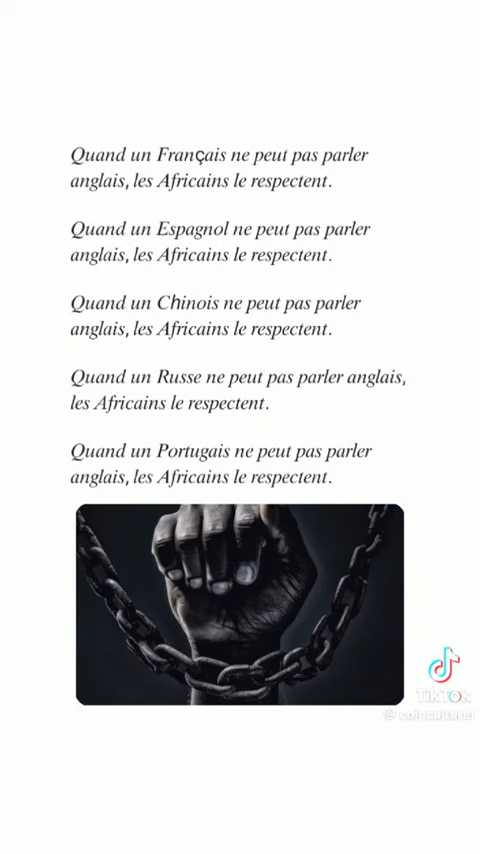 Quand un Français ne peut pas parler
anglais, les Africains le respectent.
Quand un Espagnol ne peut pas parler
anglais, les Africains le respectent.
Quand un Chinois ne peut pas parler
anglais, les Africains le respectent.
Quand un Russe ne peut pas parler anglais,
les Africains le respectent.
Quand un Portugais ne peut pas parler
anglais, les Africains le respectent.
TikTok